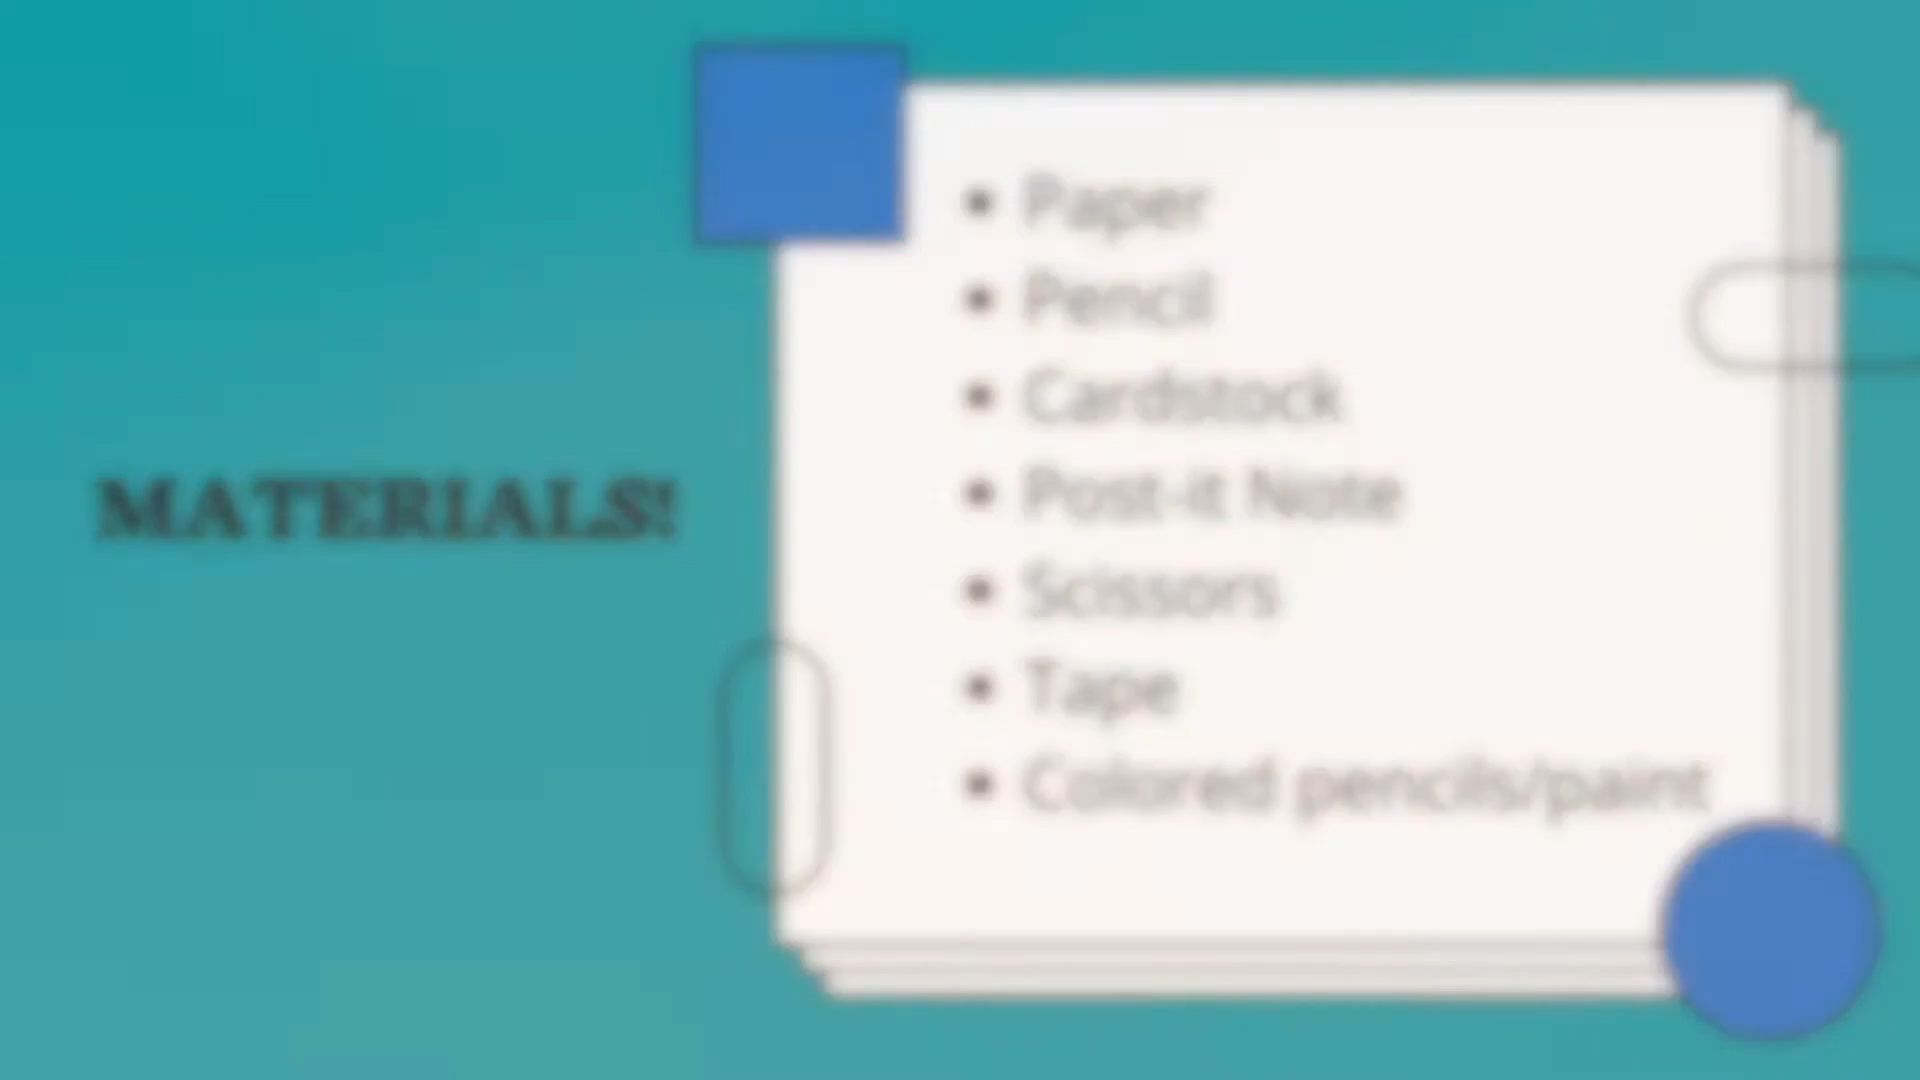 MATERIALS!
• Paper
• Pencil
• Cardstock
• Post-it Note
• Scissors
• Tape
• Colored pencils/paint